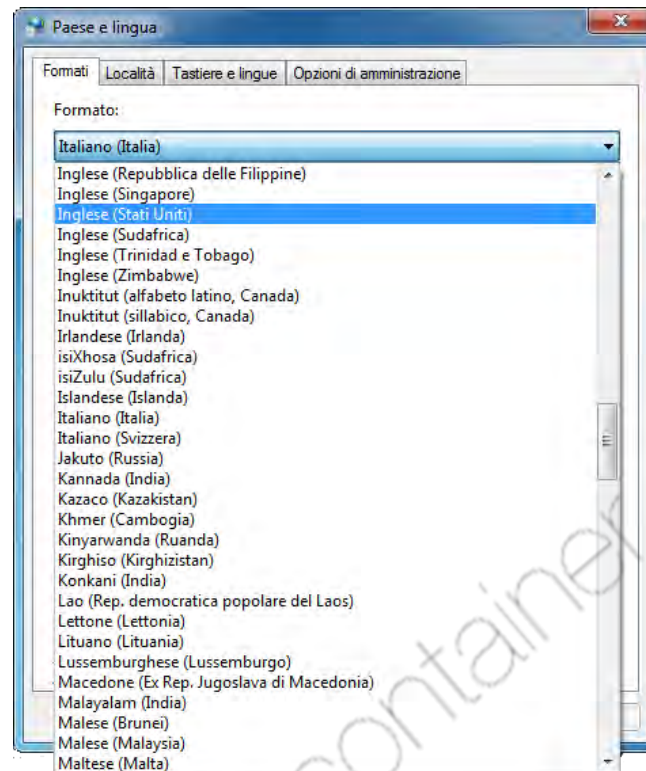 Paese e lingua
Formati Località Tastiere e lingue Opzioni di amministrazione
Formato:
Italiano (Italia)
Inglese (Repubblica delle Filippine)
Inglese (Singapore)
Inglese (Stati Uniti)
Inglese (Sudafrica)
Inglese (Trinidad e Tobago)
Inglese (Zimbabwe)
Inuktitut (alfabeto latino, Canada)
Inuktitut (sillabico, Canada)
Irlandese (Irlanda)
isiXhosa (Sudafrica)
isiZulu (Sudafrica)
Islandese (Islanda)
Italiano (Italia)
Italiano (Svizzera)
Jakuto (Russia)
Kannada (India)
Kazaco (Kazakistan)
Khmer (Cambogia)
Kinyarwanda (Ruanda)
Kirghiso (Kirghizistan)
Konkani (India)
Lao (Rep. democratica popolare del Laos)
Lettone (Lettonia)
Lituano (Lituania)
Lussemburghese (Lussemburgo)
Macedone (Ex Rep. Jugoslava di Macedonia)
Malayalam (India)
Malese (Brunei)
Malese (Malaysia)
Maltese (Malta)
container